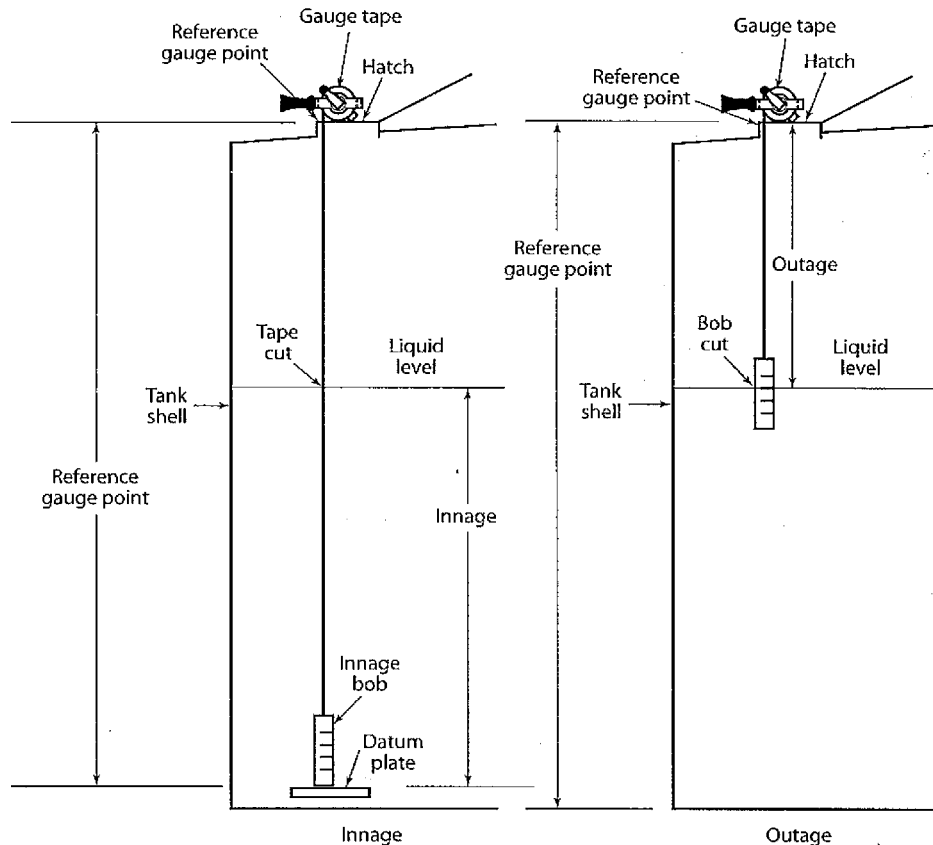 Gauge tape
Reference
gauge point
Hatch
Tape
cut
Liquid
level
Tank
shell
Reference
gauge point
Innage
Innage
bob
Datum
plate
Innage
Gauge tape
Reference
gauge point
Hatch
Reference
gauge point
Outage
Bob
cut
Liquid
level
Tank
shell
Outage